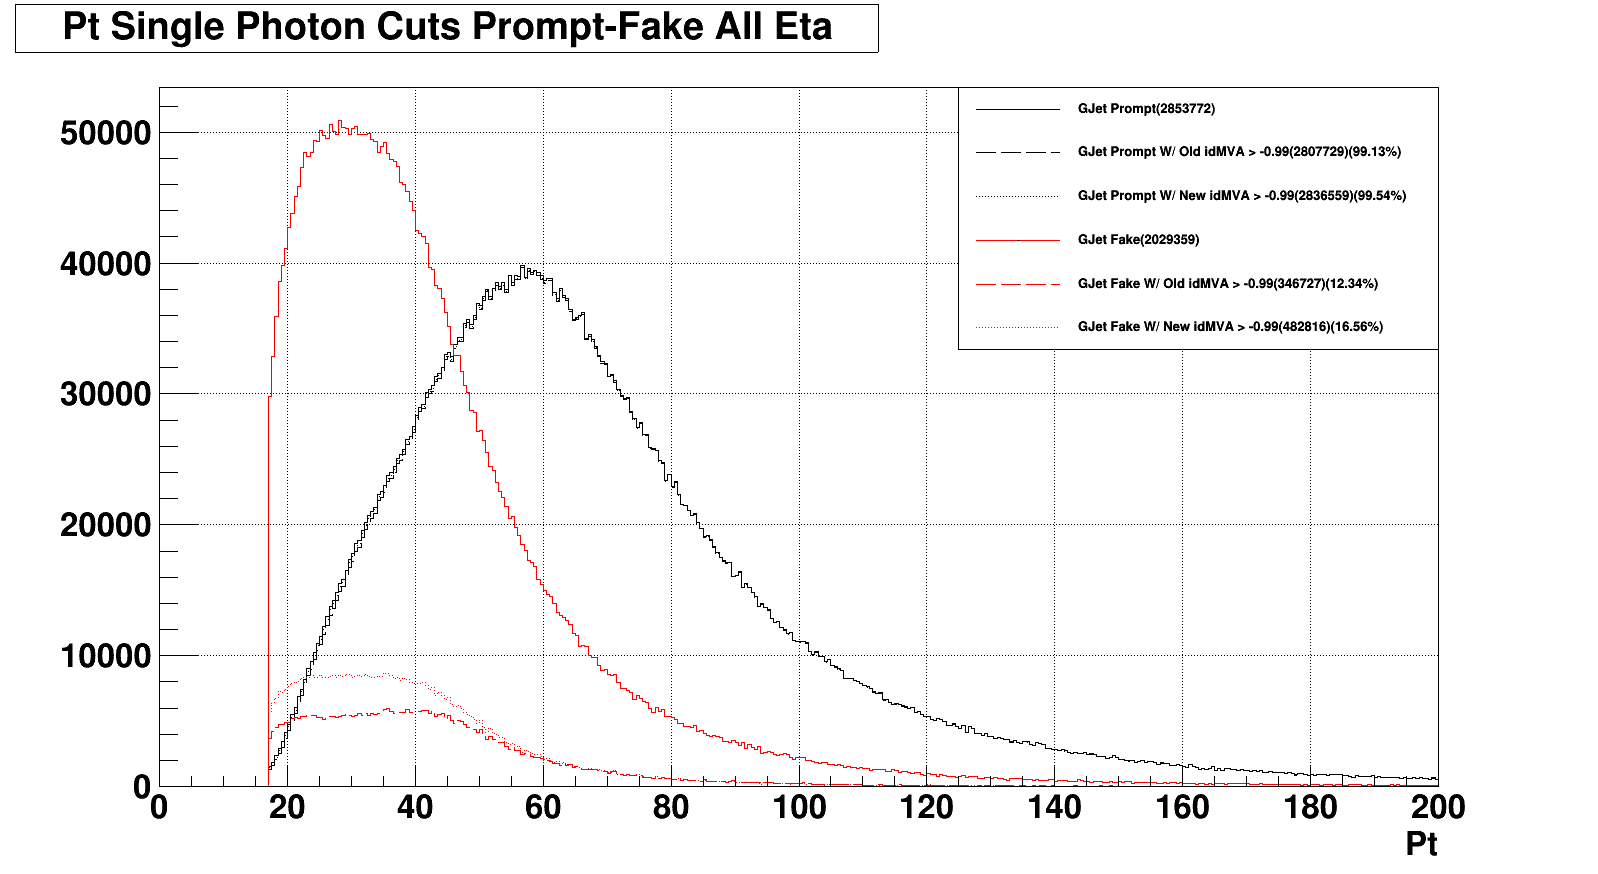 Pt Single Photon Cuts Prompt-Fake All Eta
GJet Prompt(2853772)
GJet Prompt W/ Old idMVA > -0.99(2807729)(99.13%)
GJet Prompt W/ New idMVA > -0.99(2836559)(99.54%)
GJet Fake(2029359)
GJet Fake W/ Old idMVA > -0.99(346727)(12.34%)
GJet Fake W/ New idMVA > -0.99(482816)(16.56%)
50000
40000
30000
20000
10000
0
0 20 40 60 80 100 120 140 160 180 200
Pt